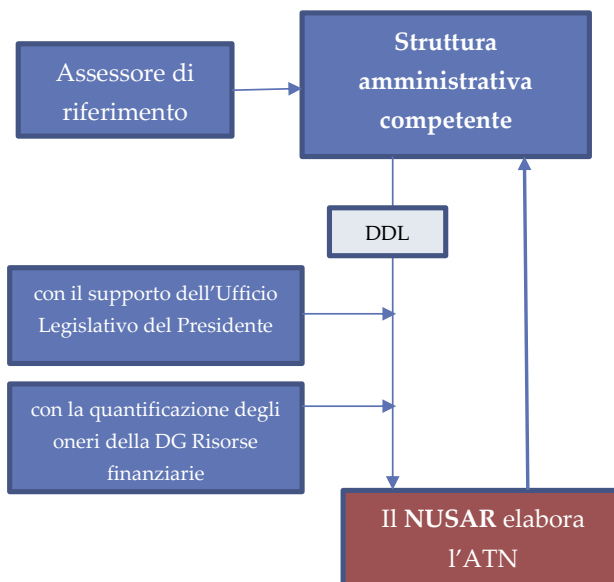 Assessore di
riferimento
Struttura
amministrativa
competente
DDL
con il supporto dell’Ufficio
Legislativo del Presidente
con la quantificazione degli
oneri della DG Risorse
finanziarie
Il NUSAR elabora
l’ATN